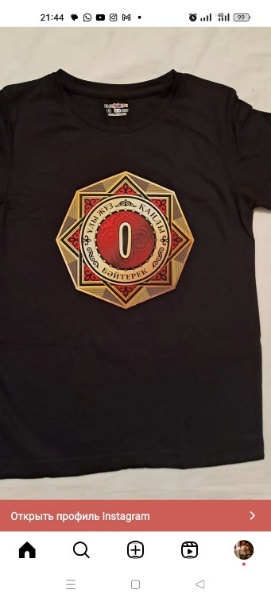 21:44
99
ҰЛЫ ЖҮЗ
ҚАҢЛЫ
БӘЙТЕРЕК
Открыть профиль Instagram